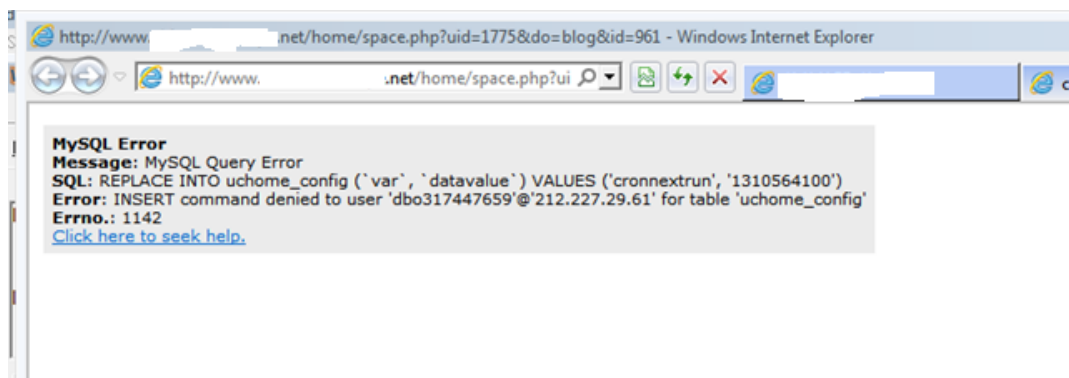 http://www. .net/home/space.php?uid=1775&do=blog&id=961 - Windows Internet Explorer
http://www. .net/home/space.php?ui
MySQL Error
Message: MySQL Query Error
SQL: REPLACE INTO uchome_config (`var`, `datavalue`) VALUES ('cronnextrun', '1310564100')
Error: INSERT command denied to user 'dbo317447659'@'212.227.29.61' for table 'uchome_config'
Errno.: 1142
Click here to seek help.